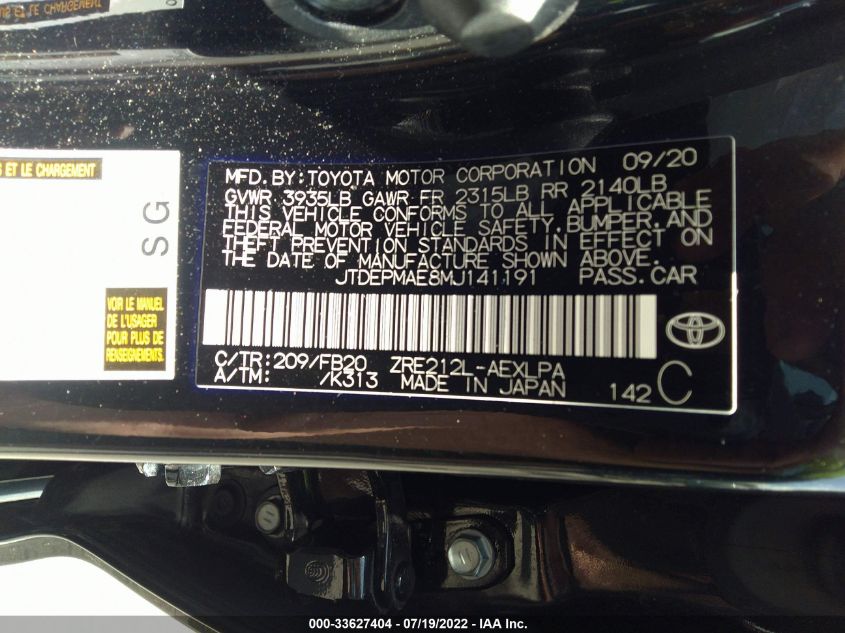 ET LE CHARGEMENT
SG
VOIR LE MANUEL
DE L'USAGER
POUR PLUS DE
RENSEIGNEMENTS.
MFD. BY: TOYOTA MOTOR CORPORATION 09/20
GVWR 3935LB GAWR FR 2315LB RR 2140LB
THIS VEHICLE CONFORMS TO ALL APPLICABLE
FEDERAL MOTOR VEHICLE SAFETY, BUMPER, AND
THEFT PREVENTION STANDARDS IN EFFECT ON
THE DATE OF MANUFACTURE SHOWN ABOVE.
JTDEPMAE8MJ141191 PASS.CAR
C/TR:209/FB20 ZRE212L-AEXLPA
A/TM: /K313 MADE IN JAPAN 142 C
000-33627404 - 07/19/2022 - IAA Inc.